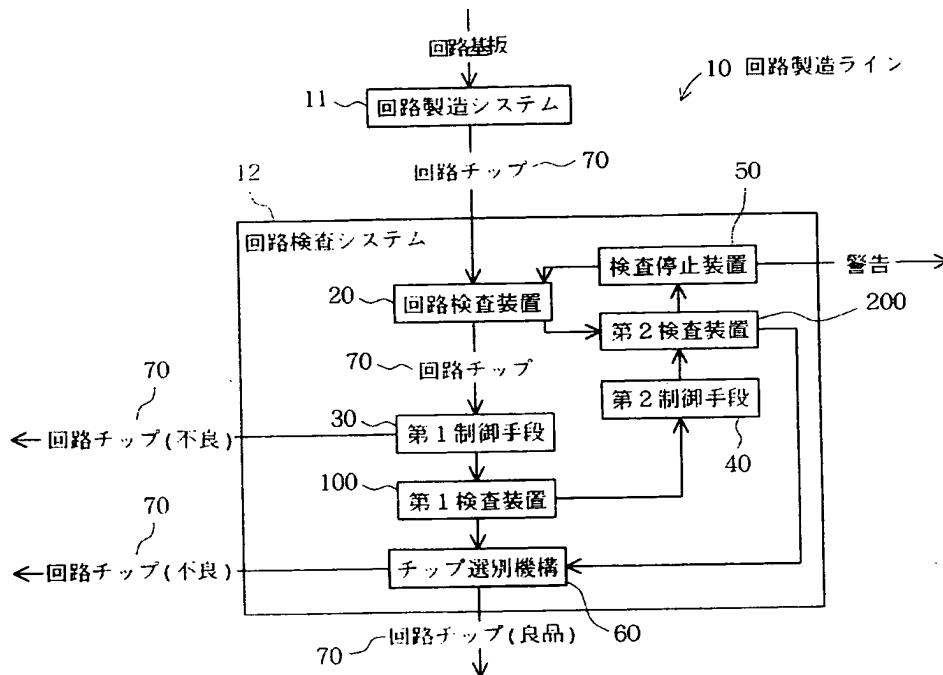 回路基板
10 回路製造ライン
11
回路製造システム
回路チップ 70
12
回路検査システム
50
検査停止装置
警告
20
回路検査装置
200
第2検査装置
70
回路チップ
第2制御手段
40
70
回路チップ(不良)
30
第1制御手段
100
第1検査装置
70
回路チップ(不良)
チップ選別機構
60
70
回路チップ(良品)